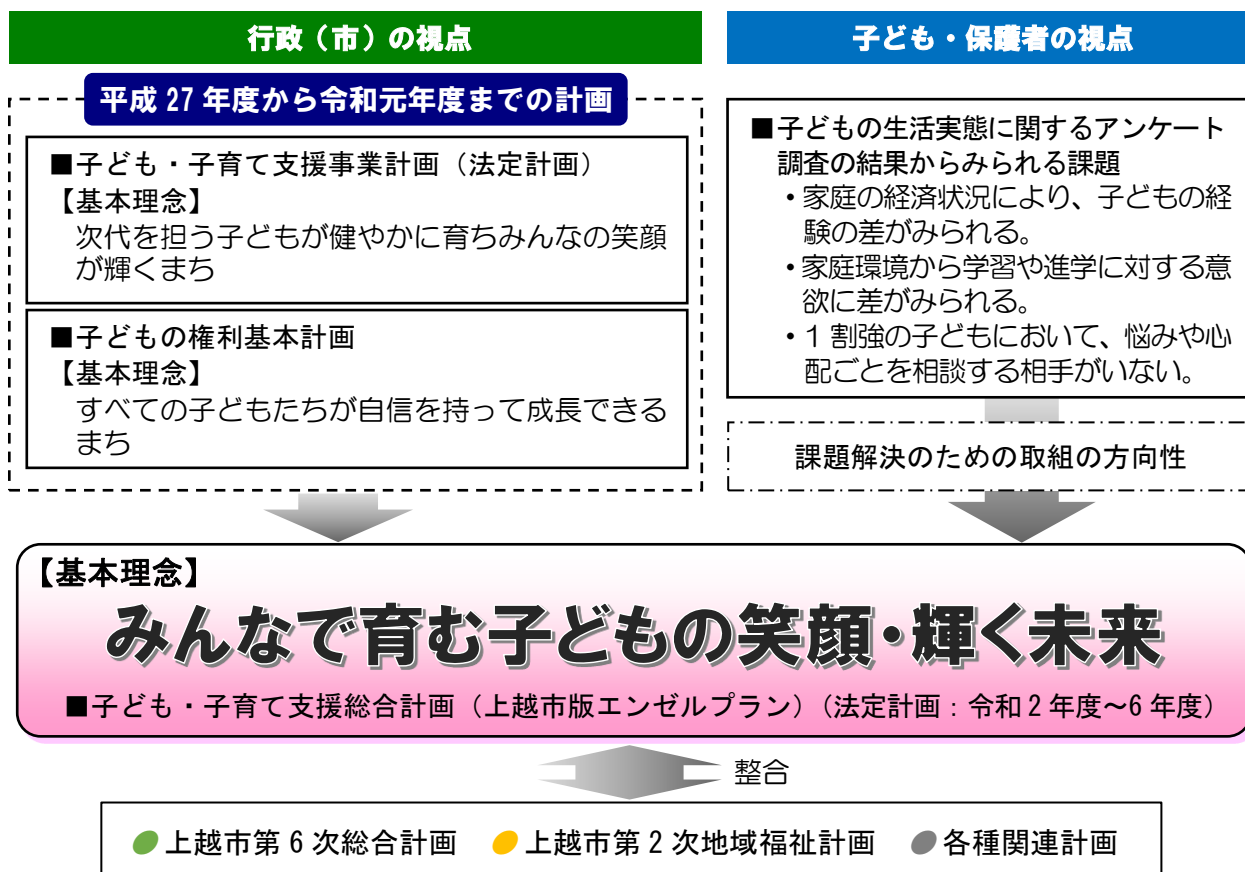 行政（市）の視点
平成 27 年度から令和元年度までの計画
■子ども・子育て支援事業計画（法定計画）
【基本理念】
次代を担う子どもが健やかに育ちみんなの笑顔
が輝くまち
■子どもの権利基本計画
【基本理念】
すべての子どもたちが自信を持って成長できる
まち
子ども・保護者の視点
■子どもの生活実態に関するアンケート
調査の結果からみられる課題
・家庭の経済状況により、子どもの経
験の差がみられる。
・家庭環境から学習や進学に対する意
欲に差がみられる。
・１割強の子どもにおいて、悩みや心
配ごとを相談する相手がいない。
課題解決のための取組の方向性
【基本理念】
みんなで育む子どもの笑顔・輝く未来
■子ども・子育て支援総合計画（上越市版エンゼルプラン）（法定計画：令和２年度～6 年度）
整合
上越市第６次総合計画 上越市第２次地域福祉計画 各種関連計画